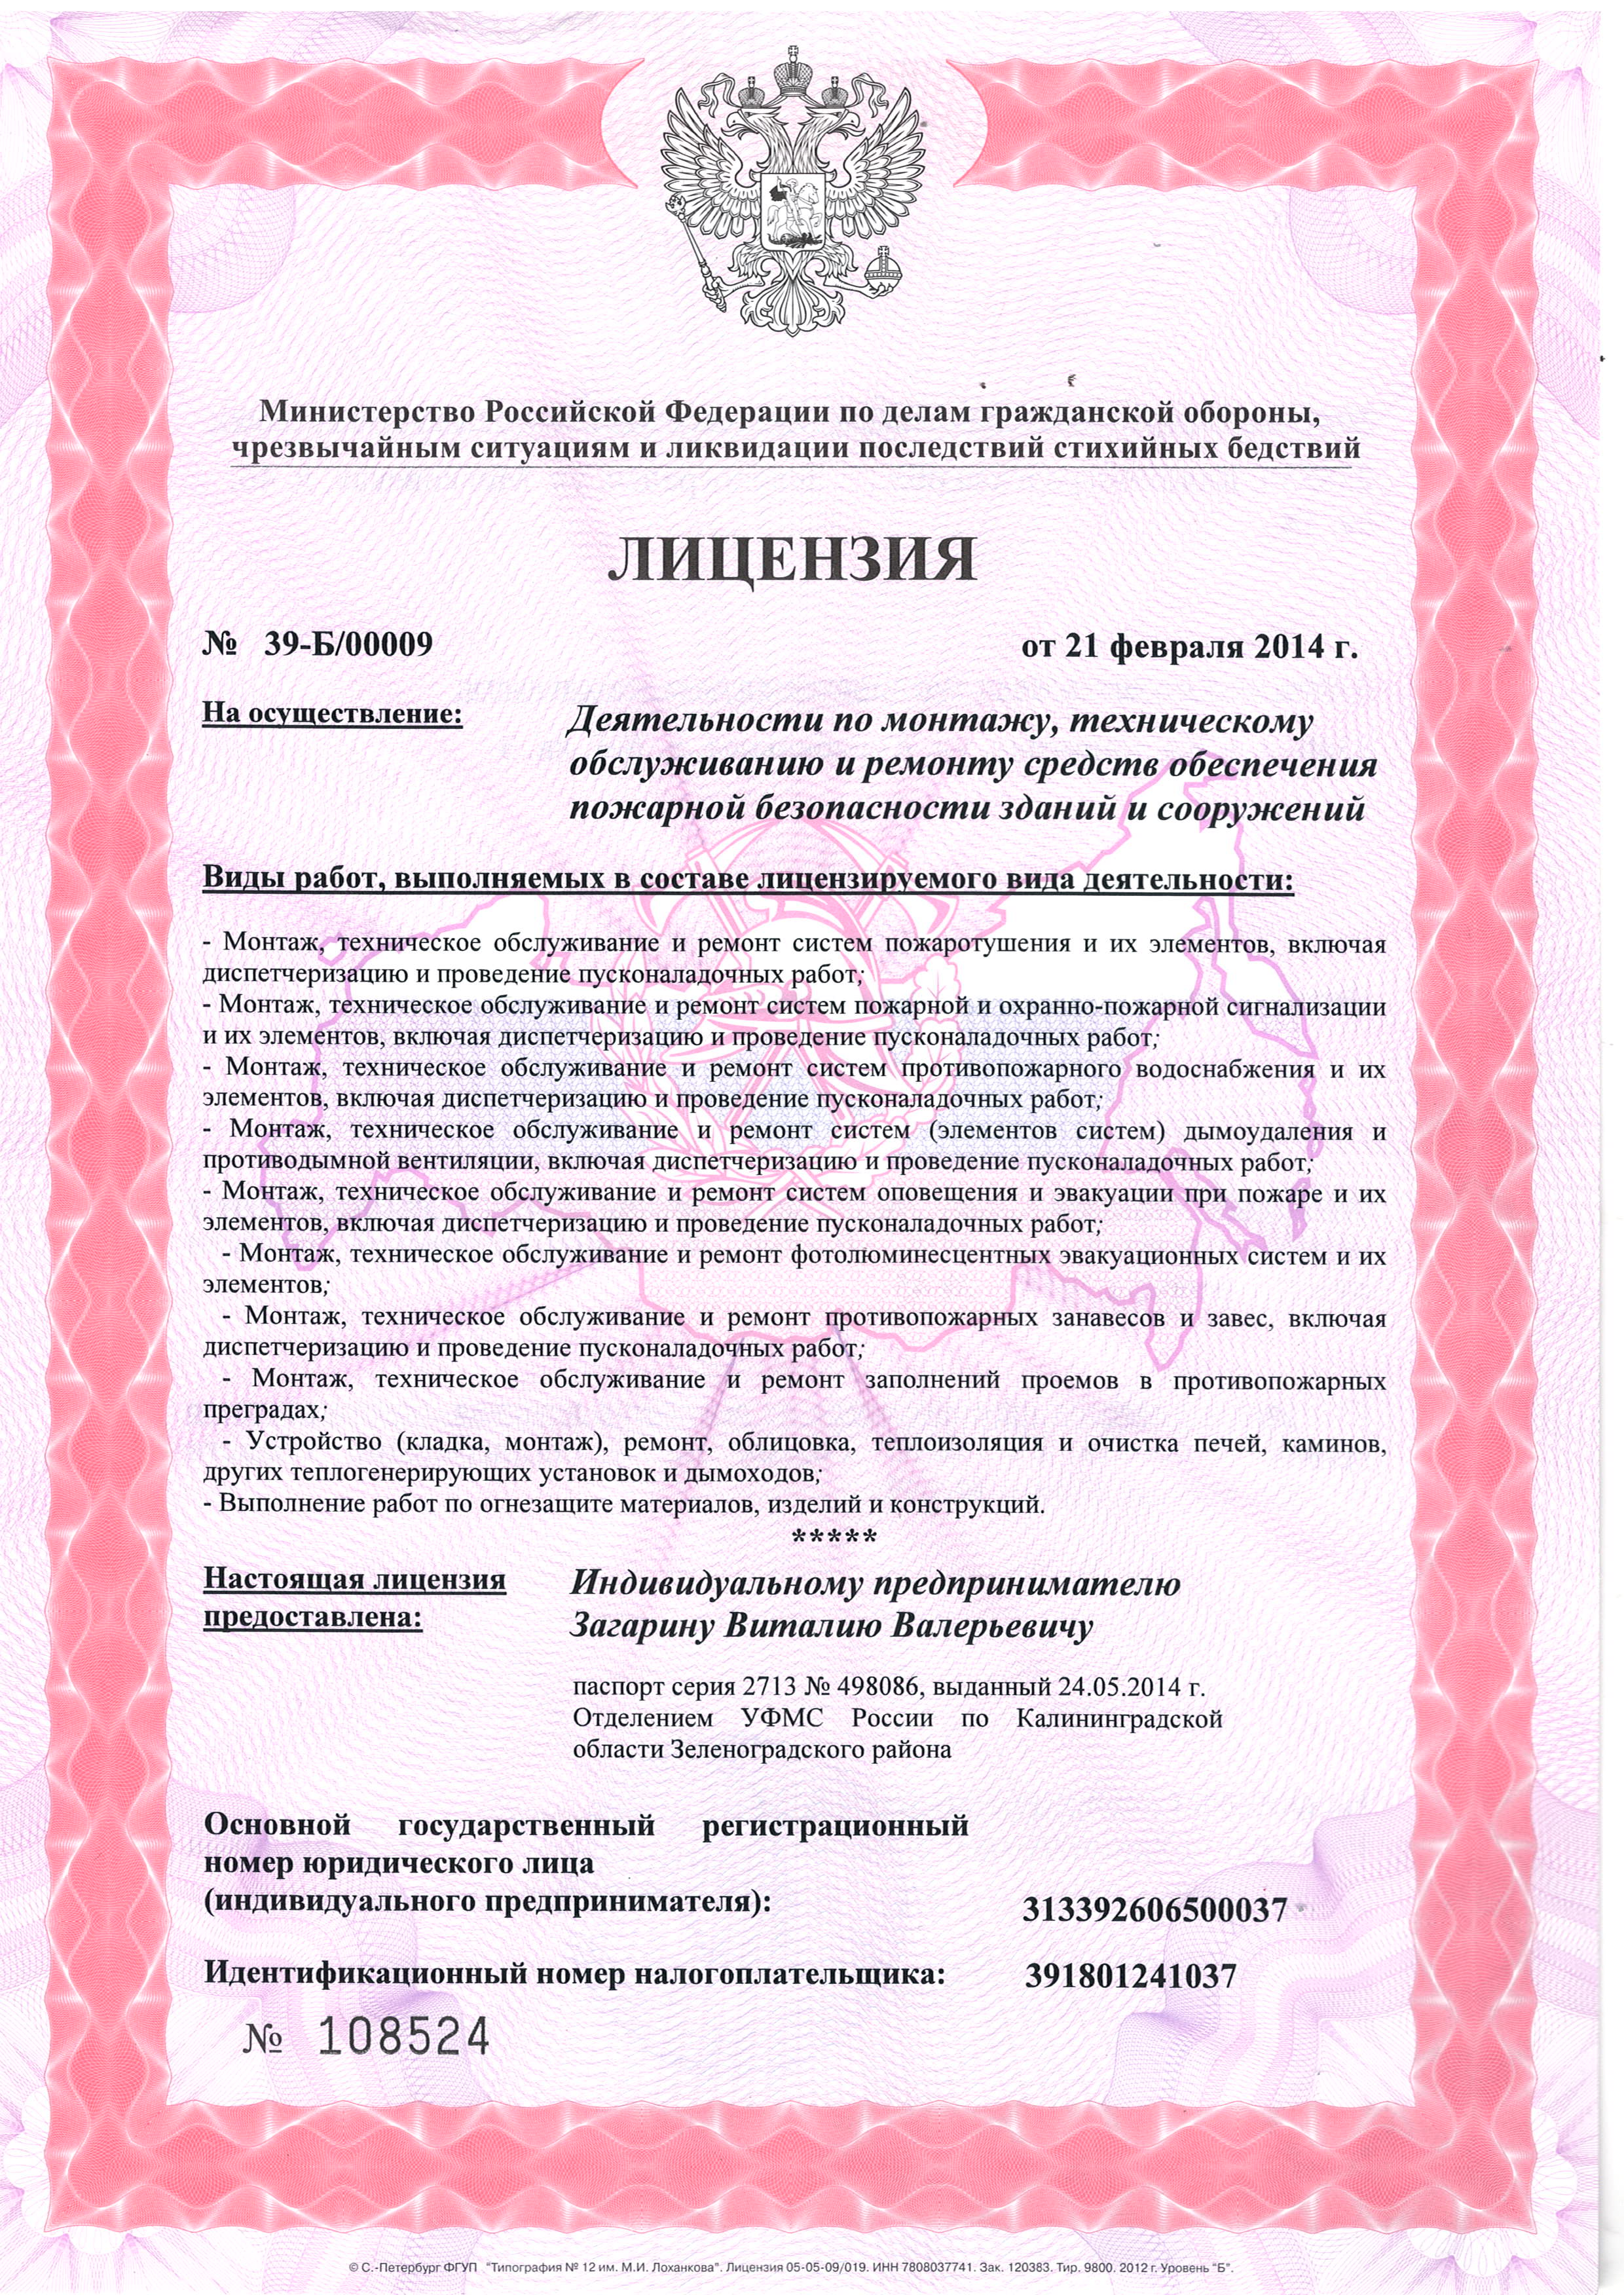 Министерство Российской Федерации по делам гражданской обороны,
чрезвычайным ситуациям и ликвидации последствий стихийных бедствий
ЛИЦЕНЗИЯ
№ 39-Б/00009 от 21 февраля 2014 г.
На осуществление: Деятельности по монтажу, техническому
обслуживанию и ремонту средств обеспечения
пожарной безопасности зданий и сооружений
Виды работ, выполняемых в составе лицензируемого вида деятельности:
- Монтаж, техническое обслуживание и ремонт систем пожаротушения и их элементов, включая
диспетчеризацию и проведение пусконаладочных работ;
- Монтаж, техническое обслуживание и ремонт систем пожарной и охранно-пожарной сигнализации
и их элементов, включая диспетчеризацию и проведение пусконаладочных работ;
- Монтаж, техническое обслуживание и ремонт систем противопожарного водоснабжения и их
элементов, включая диспетчеризацию и проведение пусконаладочных работ;
- Монтаж, техническое обслуживание и ремонт систем (элементов систем) дымоудаления и
противодымной вентиляции, включая диспетчеризацию и проведение пусконаладочных работ;
- Монтаж, техническое обслуживание и ремонт систем оповещения и эвакуации при пожаре и их
элементов, включая диспетчеризацию и проведение пусконаладочных работ;
- Монтаж, техническое обслуживание и ремонт фотолюминесцентных эвакуационных систем и их
элементов;
- Монтаж, техническое обслуживание и ремонт противопожарных занавесов и завес, включая
диспетчеризацию и проведение пусконаладочных работ;
- Монтаж, техническое обслуживание и ремонт заполнений проемов в противопожарных
преградах;
- Устройство (кладка, монтаж), ремонт, облицовка, теплоизоляция и очистка печей, каминов,
других теплогенерирующих установок и дымоходов;
- Выполнение работ по огнезащите материалов, изделий и конструкций.
*****
Настоящая лицензия Индивидуальному предпринимателю
предоставлена: Загарину Виталию Валерьевичу
паспорт серия 2713 № 498086, выданный 24.05.2014 г.
Отделением УФМС России по Калининградской
области Зеленоградского района
Основной государственный регистрационный
номер юридического лица
(индивидуального предпринимателя): 313392606500037
Идентификационный номер налогоплательщика: 391801241037
№ 108524
© С.-Петербург ФГУП "Типография № 12 им. М.И. Лоханкова". Лицензия 05-05-09/019. ИНН 7808037741. Зак. 120383. Тир. 9800. 2012 г. Уровень "Б".